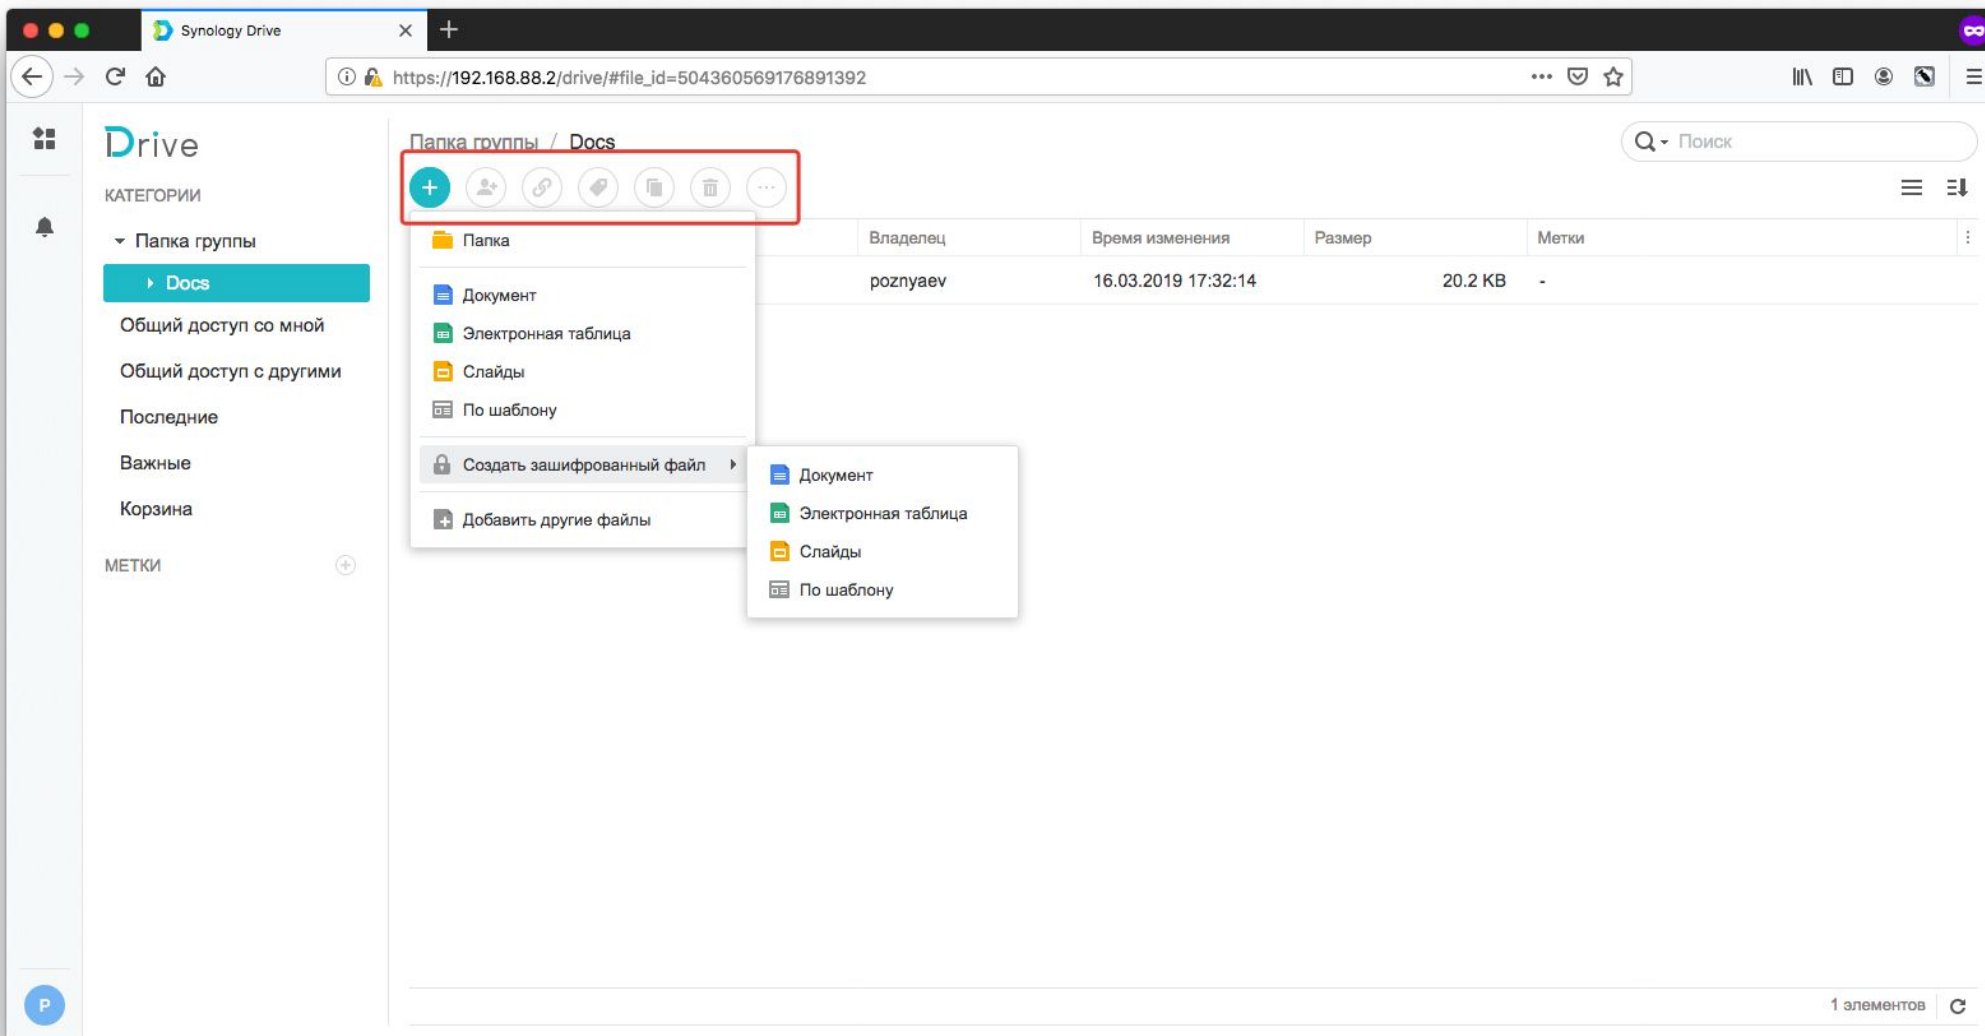 Synology Drive
https://192.168.88.2/drive/#file_id=504360569176891392
Drive
Папка группы / Docs
Поиск
КАТЕГОРИИ
Папка группы
Docs
Общий доступ со мной
Общий доступ с другими
Последние
Важные
Корзина
МЕТКИ
Папка
Документ
Электронная таблица
Слайды
По шаблону
Создать зашифрованный файл
Добавить другие файлы
Документ
Электронная таблица
Слайды
По шаблону
Владелец Время изменения Размер Метки
poznyaev 16.03.2019 17:32:14 20.2 KB -
P
1 элементов